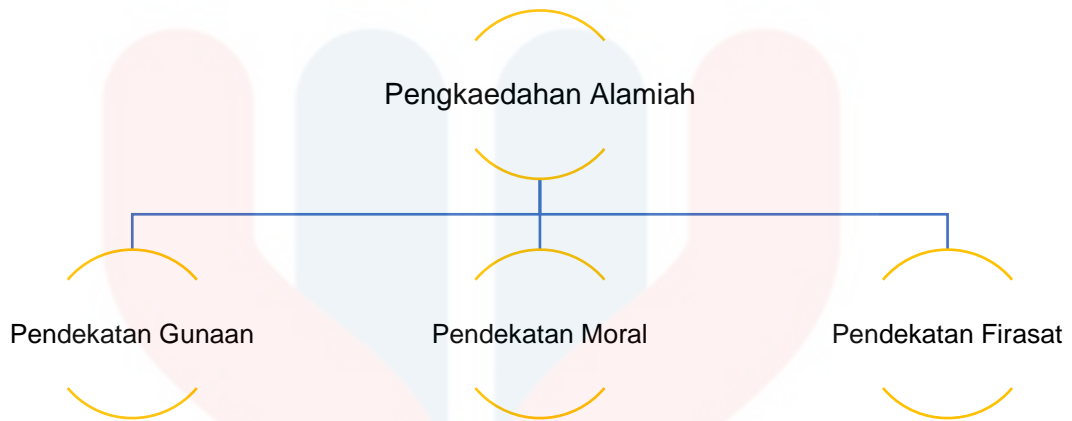 Pengkaedahan Alamiah
Pendekatan Gunaan
Pendekatan Moral
Pendekatan Firasat